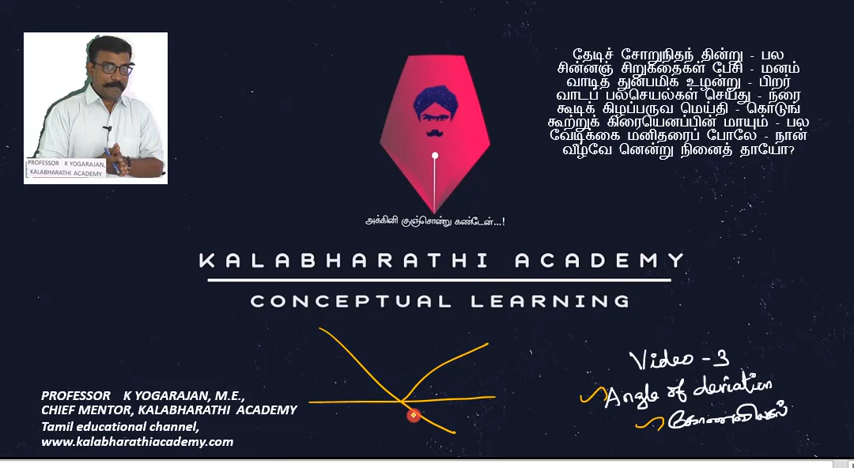 தேடிச் சோறுநிதந் தின்று - பல
சின்னஞ் சிறுகதைகள் பேசி - மனம்
வாடித் துன்பமிக உழன்று - பிறர்
வாடப் பலசெயல்கள் செய்து - நரை
கூடிக் கிழப்பருவ மெய்தி - கொடுங்
கூற்றுக் கிரையெனப்பின் மாயும் - பல
வேடிக்கை மனிதரைப் போலே - நான்
வீழ்வே னென்று நினைத் தாயோ?
PROFESSOR K YOGARAJAN,
KALABHARATHI ACADEMY
அக்கினி குஞ்சொன்று கண்டேன்...!
KALABHARATHI ACADEMY
CONCEPTUAL LEARNING
Video - 3
Angle of deviation
PROFESSOR K YOGARAJAN, M.E.,
CHIEF MENTOR, KALABHARATHI ACADEMY
Tamil educational channel,
www.kalabharathiacademy.com